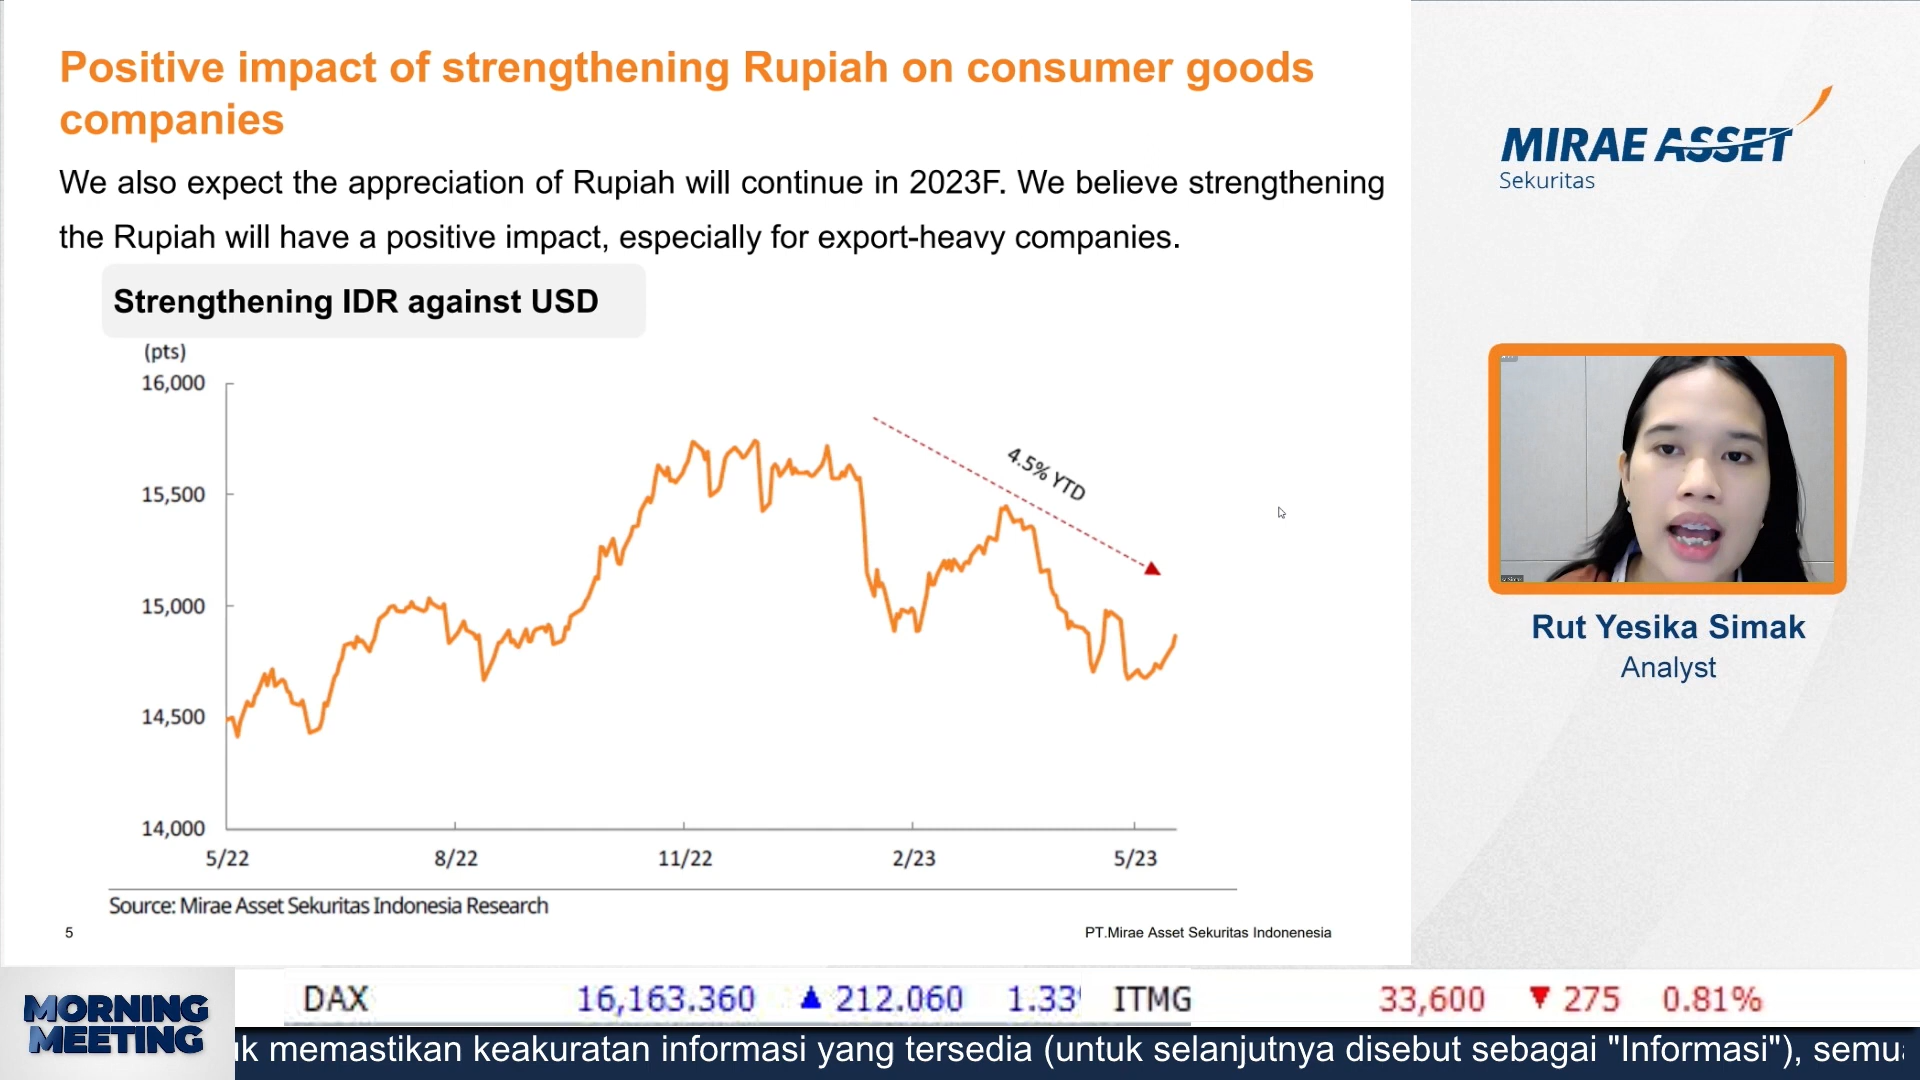 Positive impact of strengthening Rupiah on consumer goods
companies
We also expect the appreciation of Rupiah will continue in 2023F. We believe strengthening
the Rupiah will have a positive impact, especially for export-heavy companies.
Strengthening IDR against USD
(pts)
16,000
15,500
15,000
14,500
14,000
4.5% YTD
5/22 8/22 11/22 2/23 5/23
Source: Mirae Asset Sekuritas Indonesia Research
5
PT.Mirae Asset Sekuritas Indonenesia
MIRAE ASSET
Sekuritas
Rut Yesika Simak
Analyst
MORNING
MEETING
DAX 16,163.360 ▲ 212.060 1.33 ITMG 33,600 ▼ 275 0.81%
memastikan keakuratan informasi yang tersedia (untuk selanjutnya disebut sebagai "Informasi"),